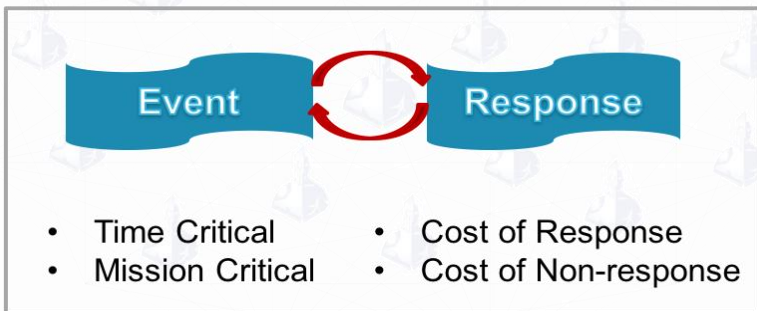 Event
Response
• Time Critical
• Mission Critical
• Cost of Response
• Cost of Non-response